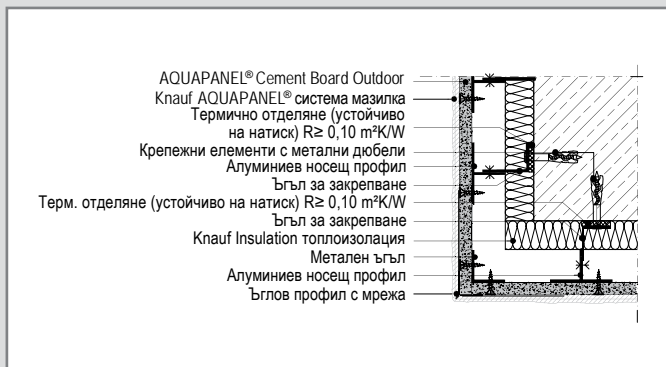 AQUAPANEL® Cement Board Outdoor
Knauf AQUAPANEL® система мазилка
Термично отделяне (устойчиво
на натиск) R≥ 0,10 m²K/W
Крепежни елементи с метални дюбели
Алуминиев носещ профил
Ъгъл за закрепване
Терм. отделяне (устойчиво на натиск) R≥ 0,10 m²K/W
Ъгъл за закрепване
Knauf Insulation топлоизолация
Метален ъгъл
Алуминиев носещ профил
Ъглов профил с мрежа